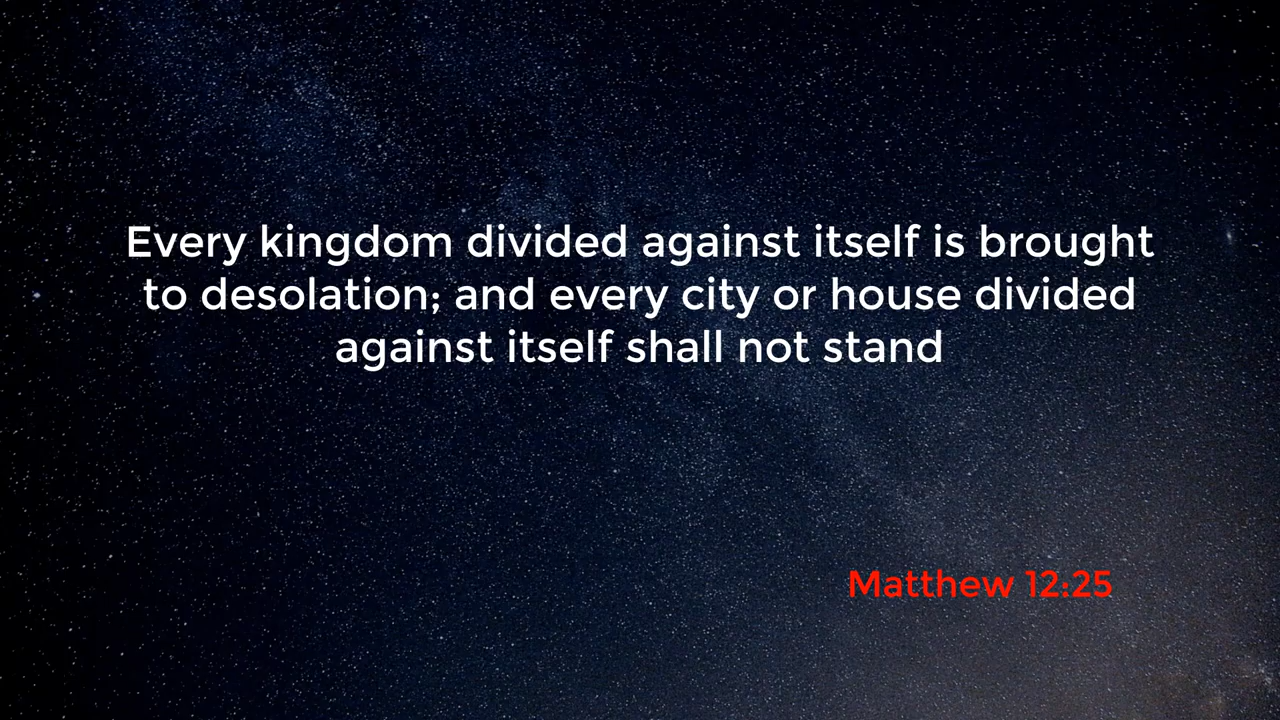 Every kingdom divided against itself is brought
to desolation; and every city or house divided
against itself shall not stand
Matthew 12:25